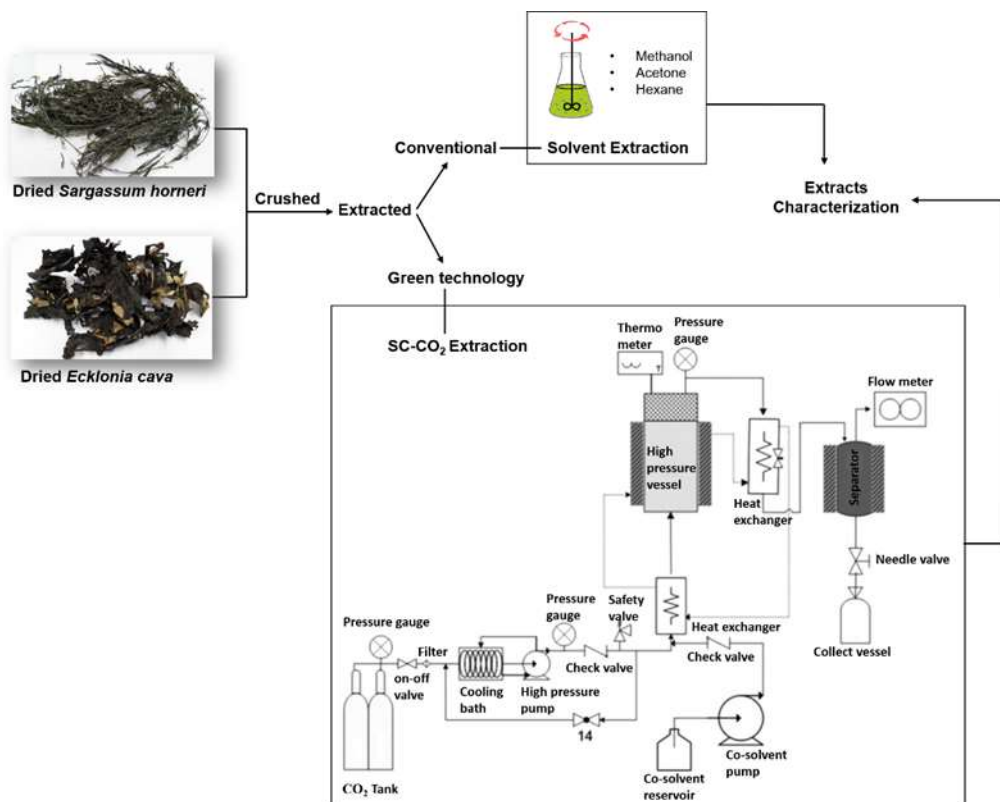 Methanol
Acetone
Hexane
Conventional
Solvent Extraction
Dried Sargassum horneri
Crushed
Extracted
Extracts
Characterization
Green technology
SC-CO₂ Extraction
Dried Ecklonia cava
Thermo
meter
Pressure
gauge
Flow meter
High
pressure
vessel
Heat
exchanger
Separator
Needle valve
Collect vessel
Pressure
gauge
Safety
valve
Heat exchanger
Check valve
Pressure gauge
Filter
on-off
valve
Cooling
bath
High pressure
pump
Check valve
14
CO₂ Tank
Co-solvent
reservoir
Co-solvent
pump